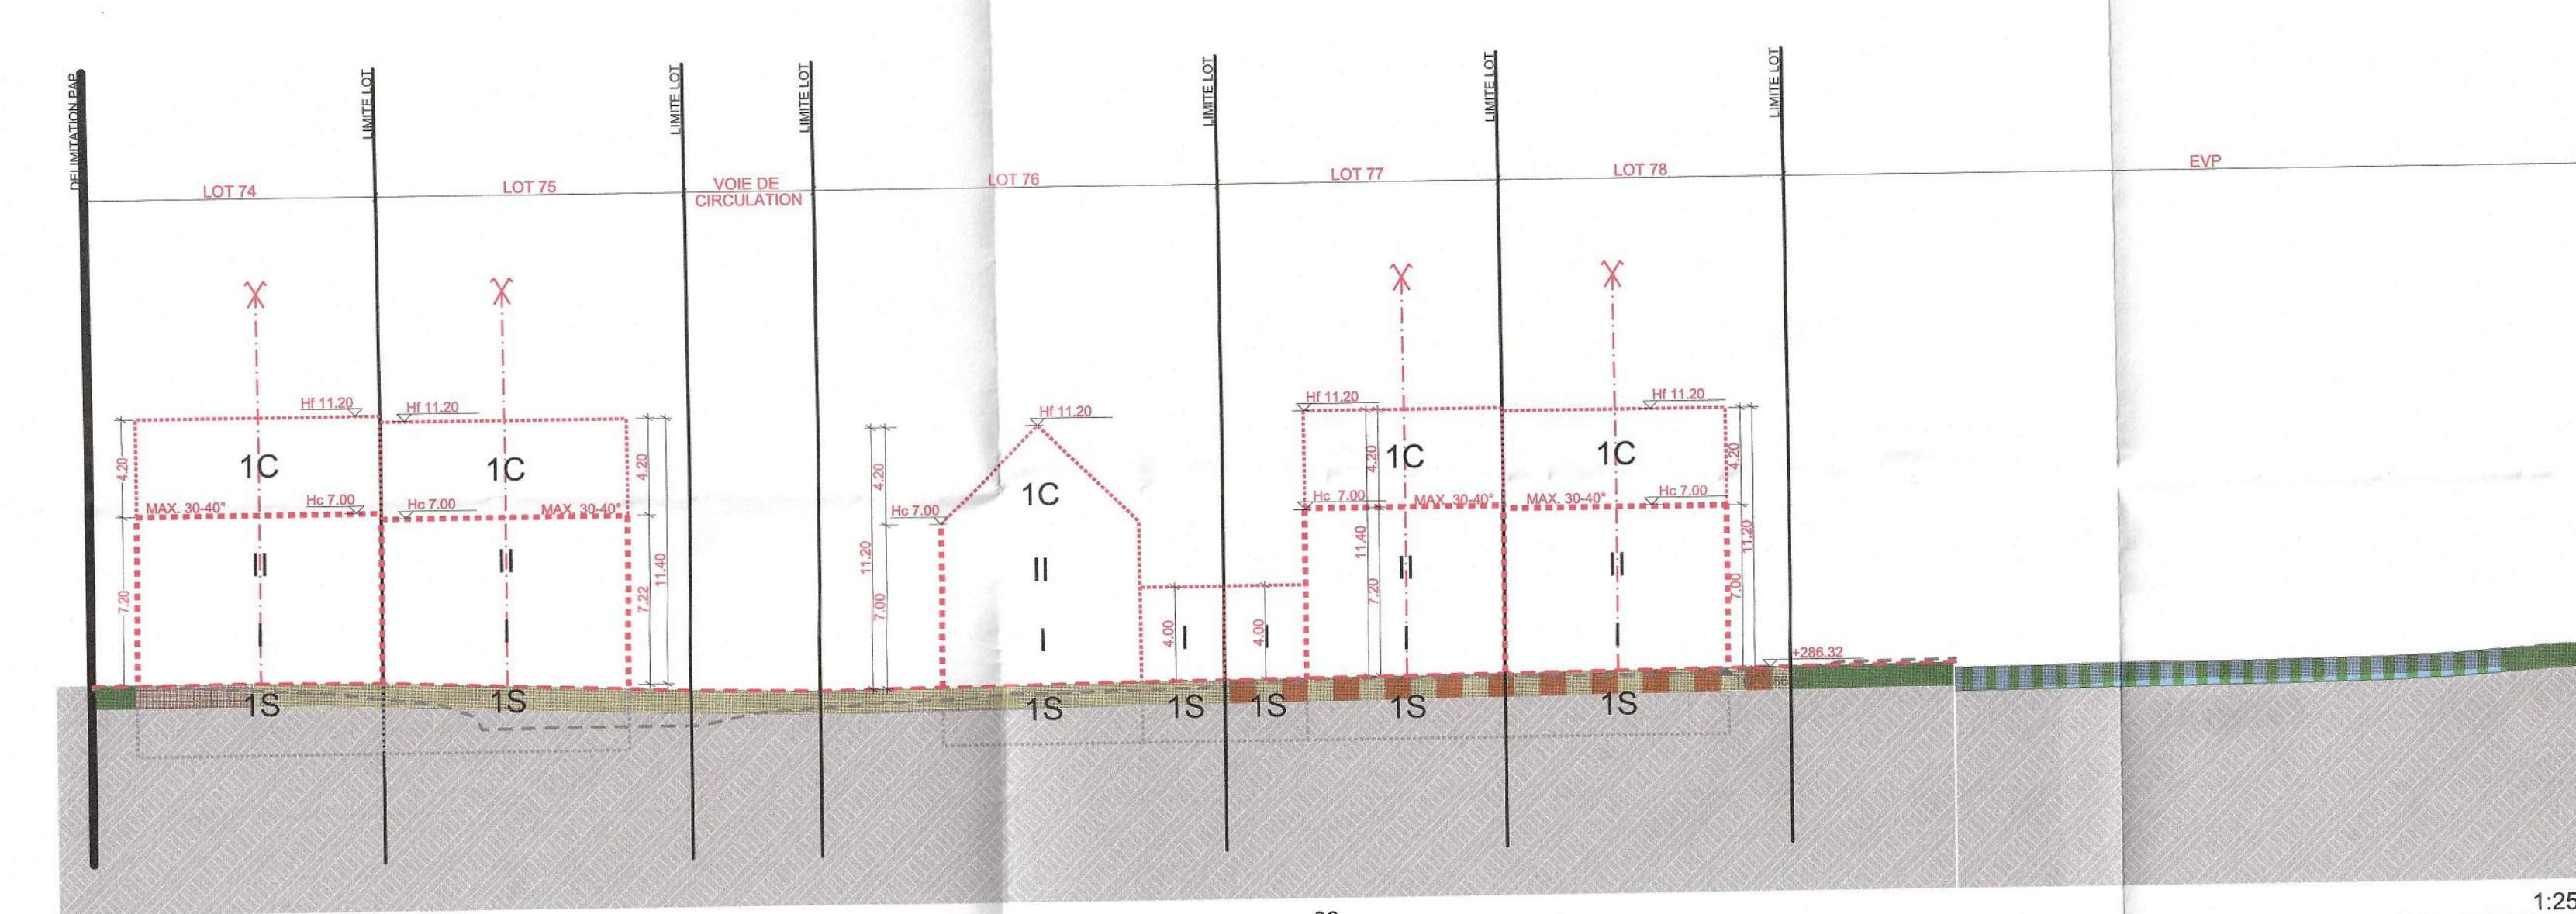 DELIMITATION PAP
LIMITE LOT
LIMITE LOT
LIMITE LOT
LIMITE LOT
LIMITE LOT
LIMITE LOT
LOT 74
LOT 75
VOIE DE
CIRCULATION
LOT 76
LOT 77
LOT 78
EVP
Hf 11.20
Hf 11.20
4.20
1C
1C
4.20
MAX. 30-40°
Hc 7.00
Hc 7.00
MAX. 30-40°
11.40
7.20
II
II
7.22
I
I
1S
1S
Hf 11.20
4.20
1C
Hc 7.00
11.20
7.00
II
I
4.00
I
4.00
I
1S
1S
1S
Hf 11.20
Hf 11.20
4.20
1C
1C
4.20
Hc 7.00
MAX. 30-40°
MAX. 30-40°
Hc 7.00
11.40
11.20
7.20
II
II
7.00
I
I
1S
1S
+286.32